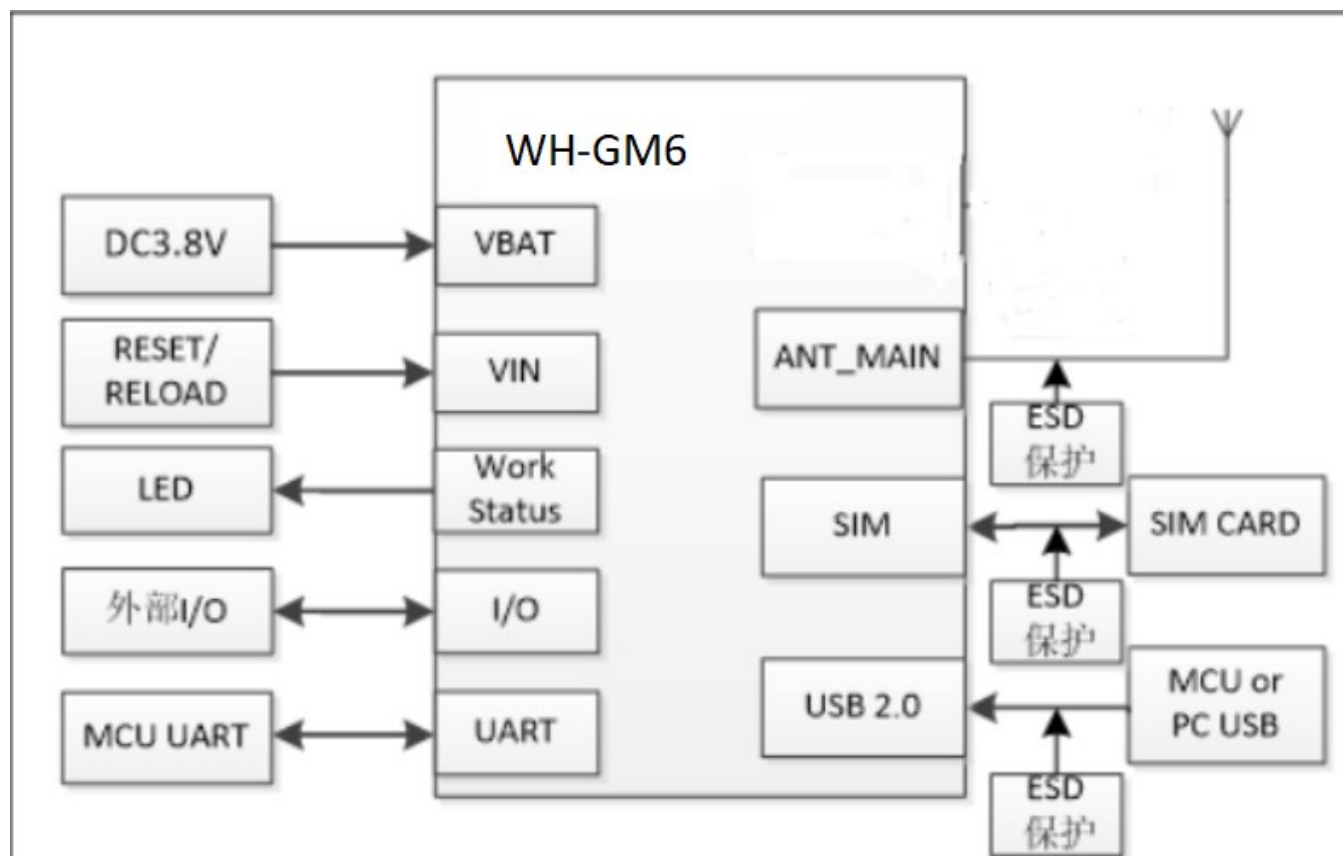 WH-GM6
DC3.8V
VBAT
RESET/
RELOAD
VIN
LED
Work
Status
外部I/O
I/O
MCU UART
UART
ANT_MAIN
ESD
保护
SIM
SIM CARD
ESD
保护
USB 2.0
MCU or
PC USB
ESD
保护